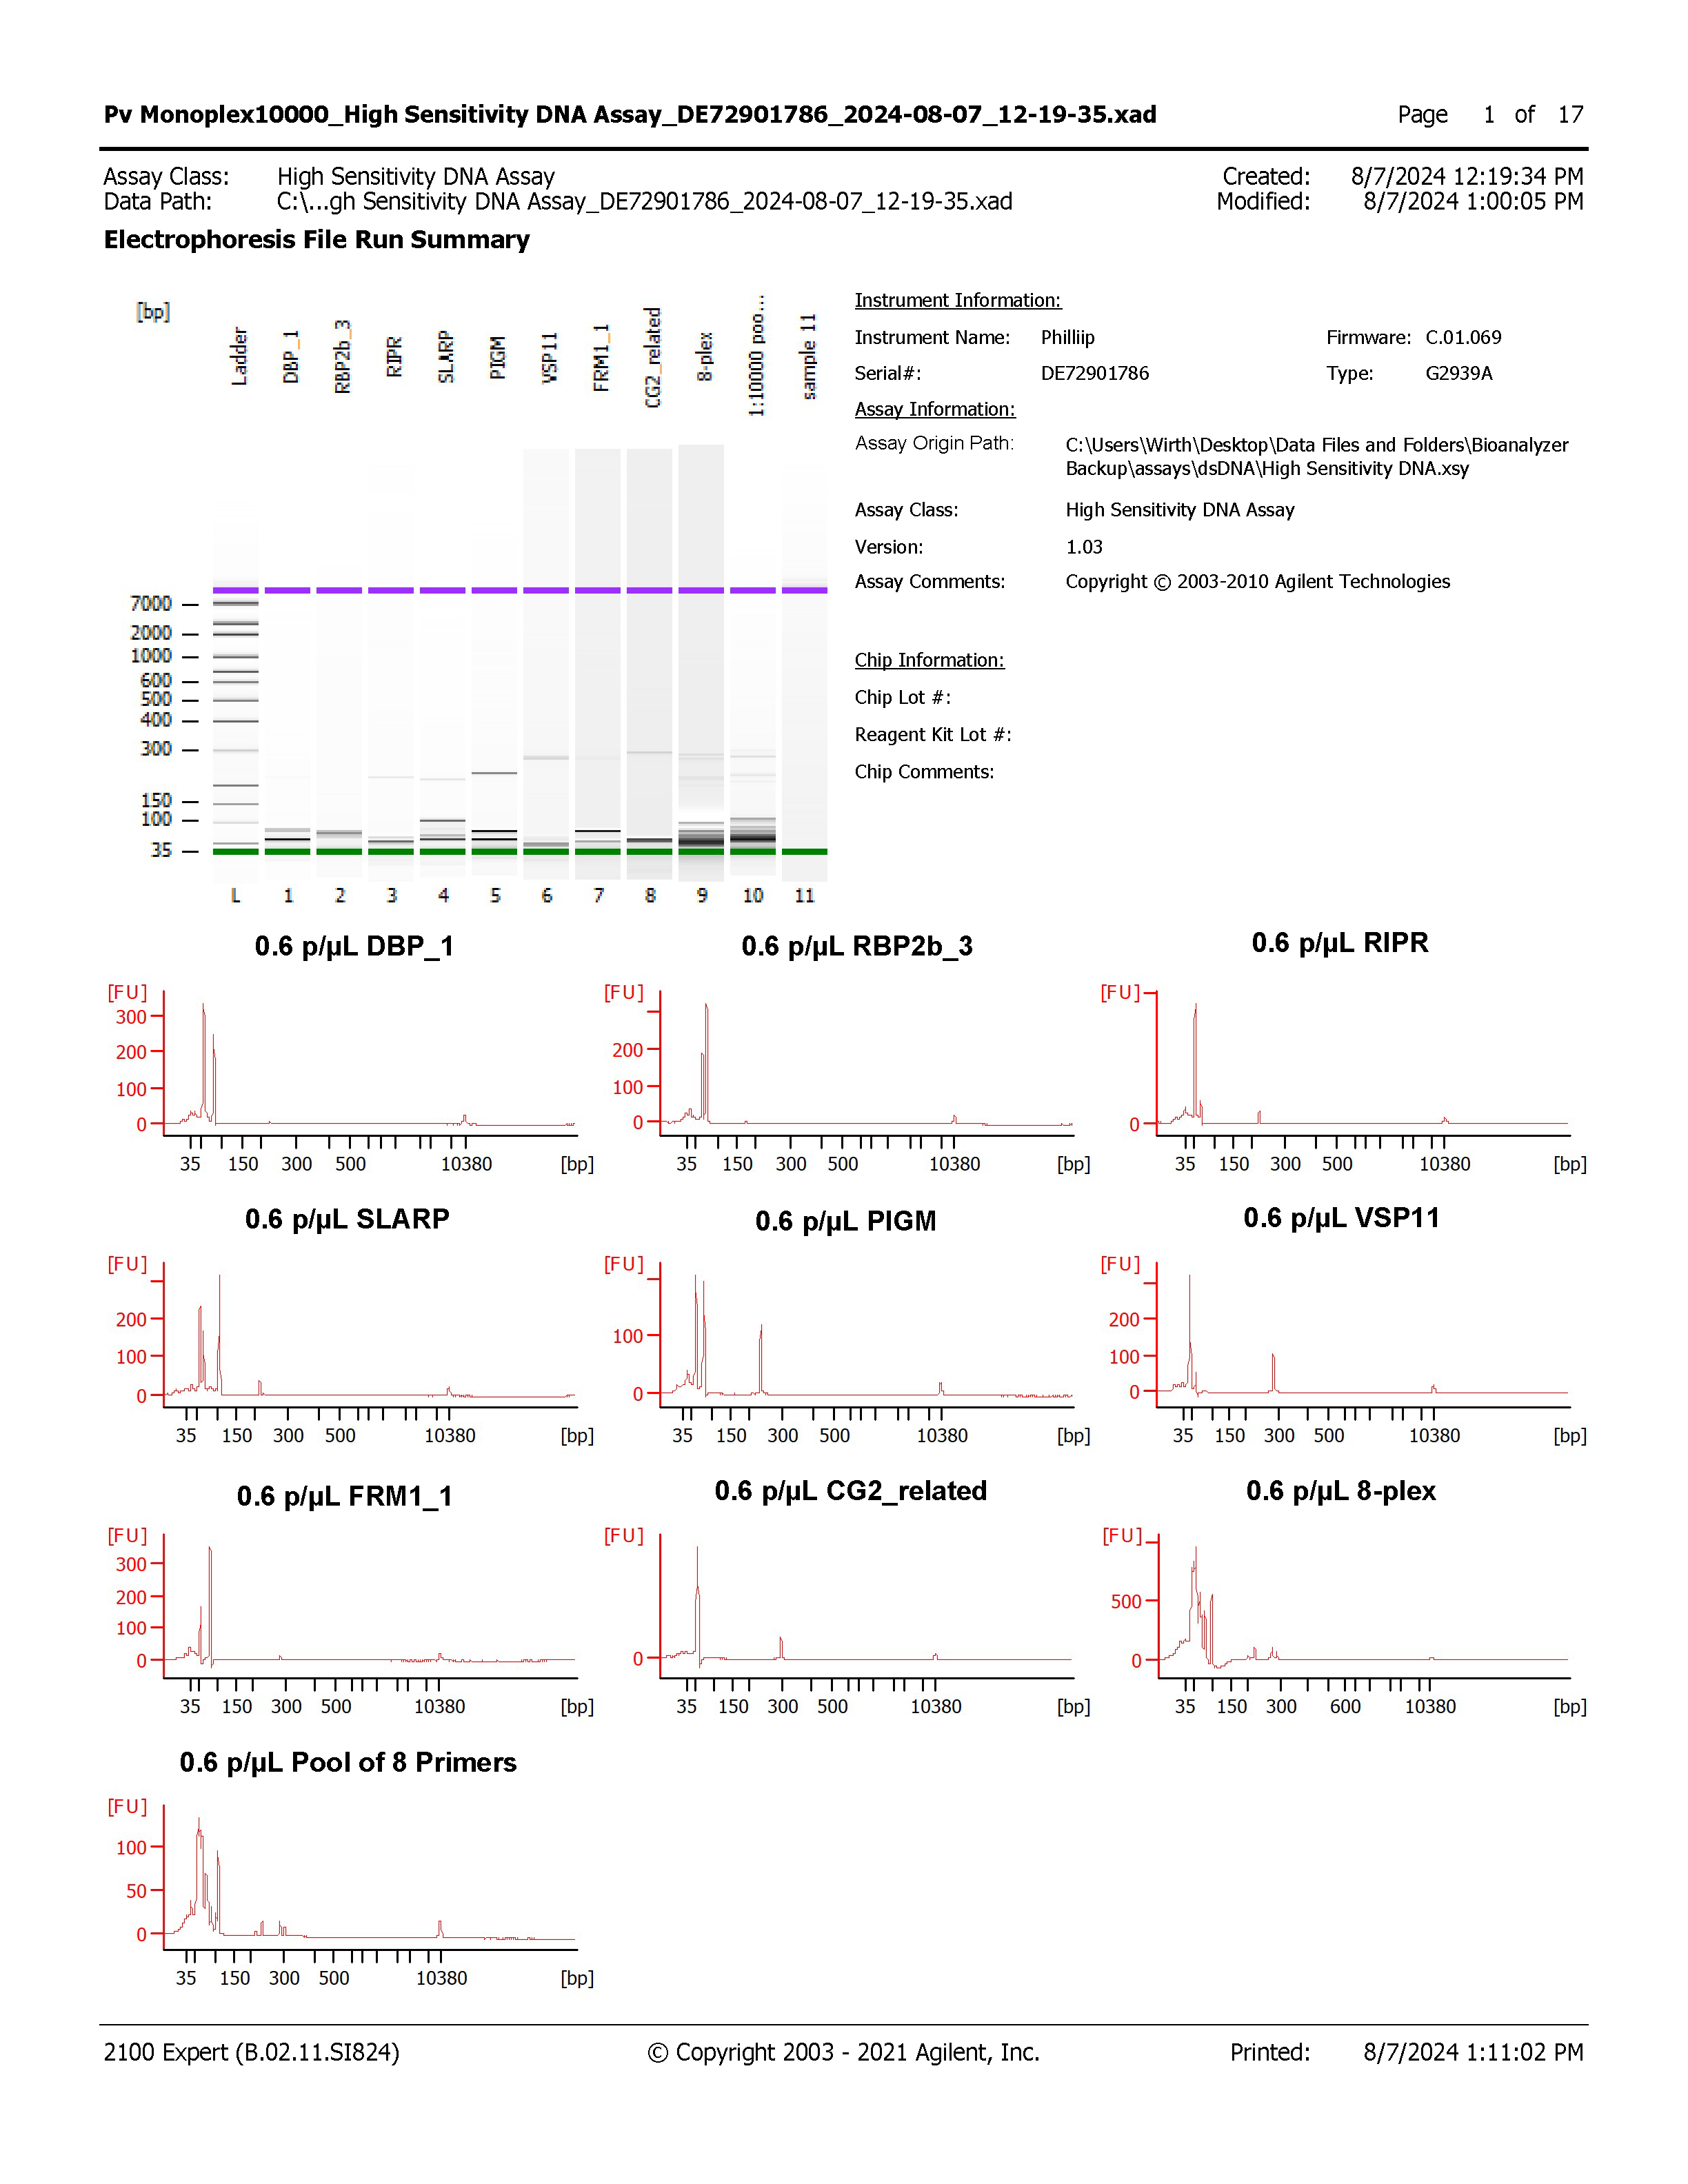 Pv Monoplex10000_High Sensitivity DNA Assay_DE72901786_2024-08-07_12-19-35.xad Page 1 of 17
Assay Class: High Sensitivity DNA Assay Created: 8/7/2024 12:19:34 PM
Data Path: C:\...gh Sensitivity DNA Assay_DE72901786_2024-08-07_12-19-35.xad Modified: 8/7/2024 1:00:05 PM
Electrophoresis File Run Summary
[bp]
Ladder
DBP_1
RBP2b_3
RIPR
SLARP
PIGM
VSP11
FRM1_1
CG2_related
8-plex
1:10000 poo...
sample 11
7000
2000
1000
600
500
400
300
150
100
35
L 1 2 3 4 5 6 7 8 9 10 11
Instrument Information:
Instrument Name: Philliip Firmware: C.01.069
Serial#: DE72901786 Type: G2939A
Assay Information:
Assay Origin Path: C:\Users\Wirth\Desktop\Data Files and Folders\Bioanalyzer
Backup\assays\dsDNA\High Sensitivity DNA.xsy
Assay Class: High Sensitivity DNA Assay
Version: 1.03
Assay Comments: Copyright © 2003-2010 Agilent Technologies
Chip Information:
Chip Lot #:
Reagent Kit Lot #:
Chip Comments:
0.6 p/µL DBP_1
[FU]
300
200
100
0
35 150 300 500 10380 [bp]
0.6 p/µL RBP2b_3
[FU]
200
100
0
35 150 300 500 10380 [bp]
0.6 p/µL RIPR
[FU]
0
35 150 300 500 10380 [bp]
0.6 p/µL SLARP
[FU]
200
100
0
35 150 300 500 10380 [bp]
0.6 p/µL PIGM
[FU]
100
0
35 150 300 500 10380 [bp]
0.6 p/µL VSP11
[FU]
200
100
0
35 150 300 500 10380 [bp]
0.6 p/µL FRM1_1
[FU]
300
200
100
0
35 150 300 500 10380 [bp]
0.6 p/µL CG2_related
[FU]
0
35 150 300 500 10380 [bp]
0.6 p/µL 8-plex
[FU]
500
0
35 150 300 600 10380 [bp]
0.6 p/µL Pool of 8 Primers
[FU]
100
50
0
35 150 300 500 10380 [bp]
2100 Expert (B.02.11.SI824) © Copyright 2003 - 2021 Agilent, Inc. Printed: 8/7/2024 1:11:02 PM